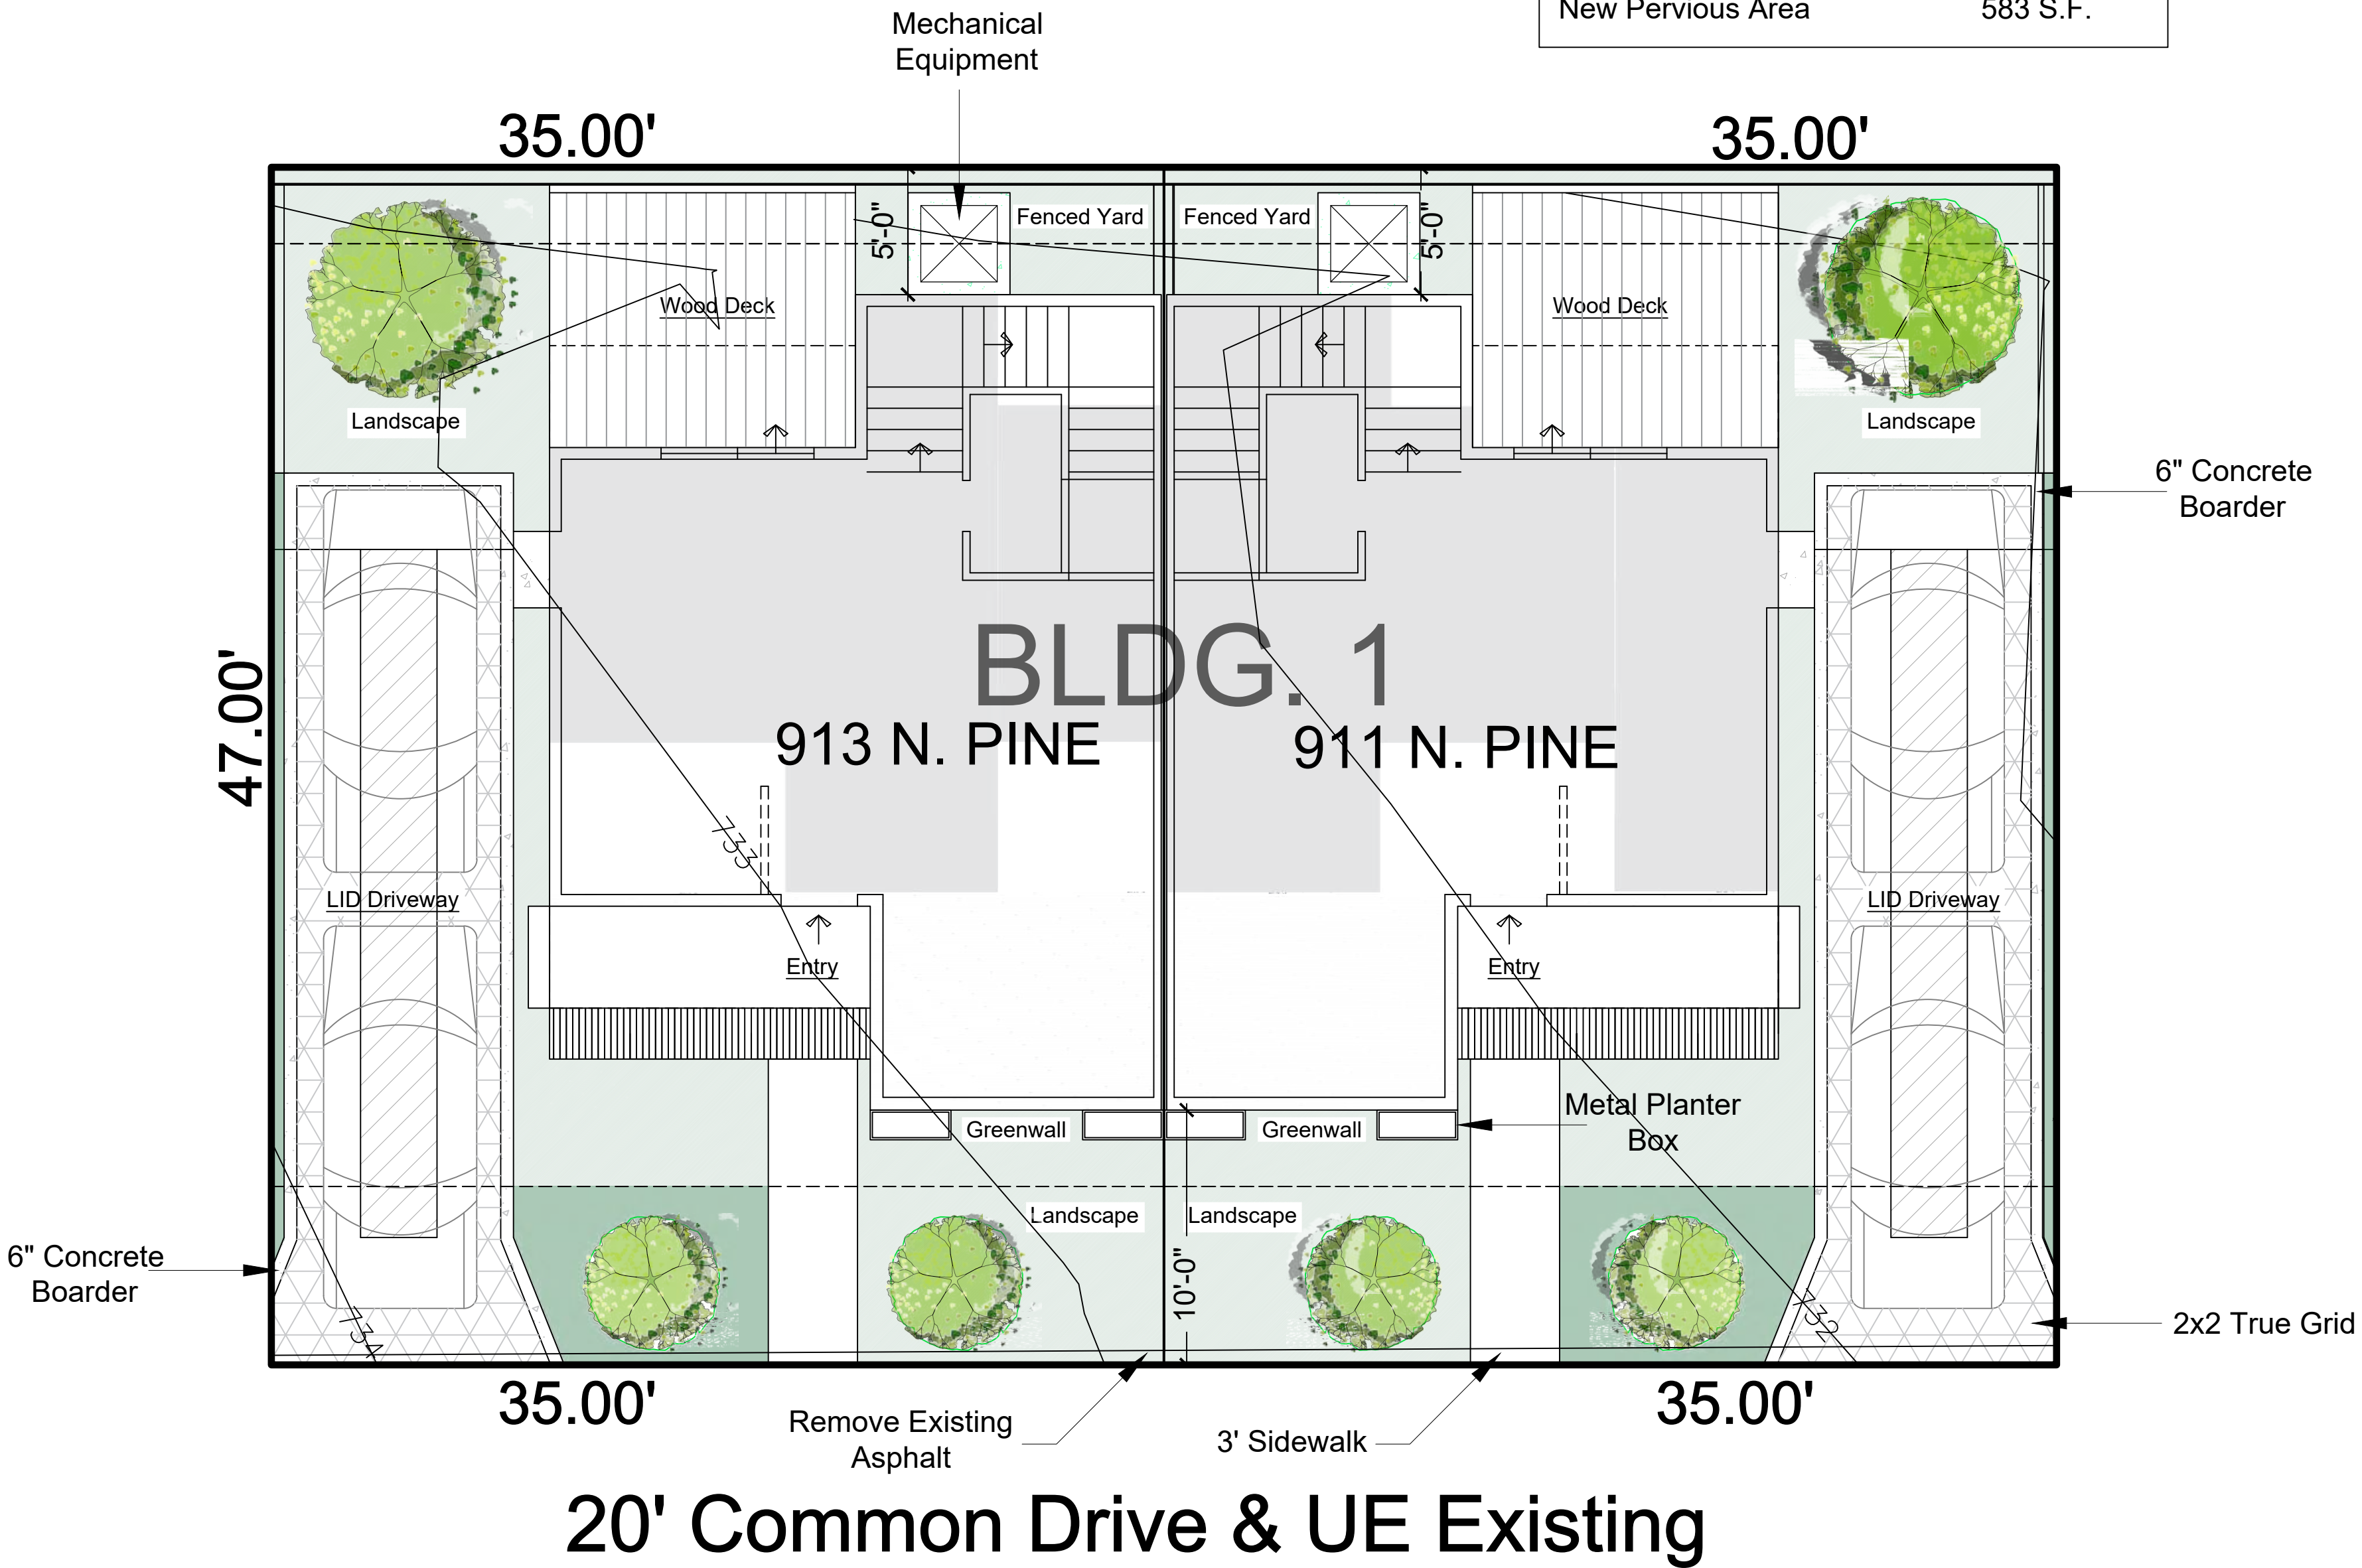 New Pervious Area 583 S.F.
Mechanical
Equipment
35.00'
35.00'
5'-0"
Fenced Yard
Fenced Yard
5'-0"
Wood Deck
Wood Deck
Landscape
Landscape
6" Concrete
Boarder
47.00'
BLDG. 1
913 N. PINE
911 N. PINE
733
LID Driveway
LID Driveway
Entry
Entry
Metal Planter
Box
Greenwall
Greenwall
Landscape
Landscape
10'-0"
6" Concrete
Boarder
734
732
2x2 True Grid
35.00'
35.00'
Remove Existing
Asphalt
3' Sidewalk
20' Common Drive & UE Existing